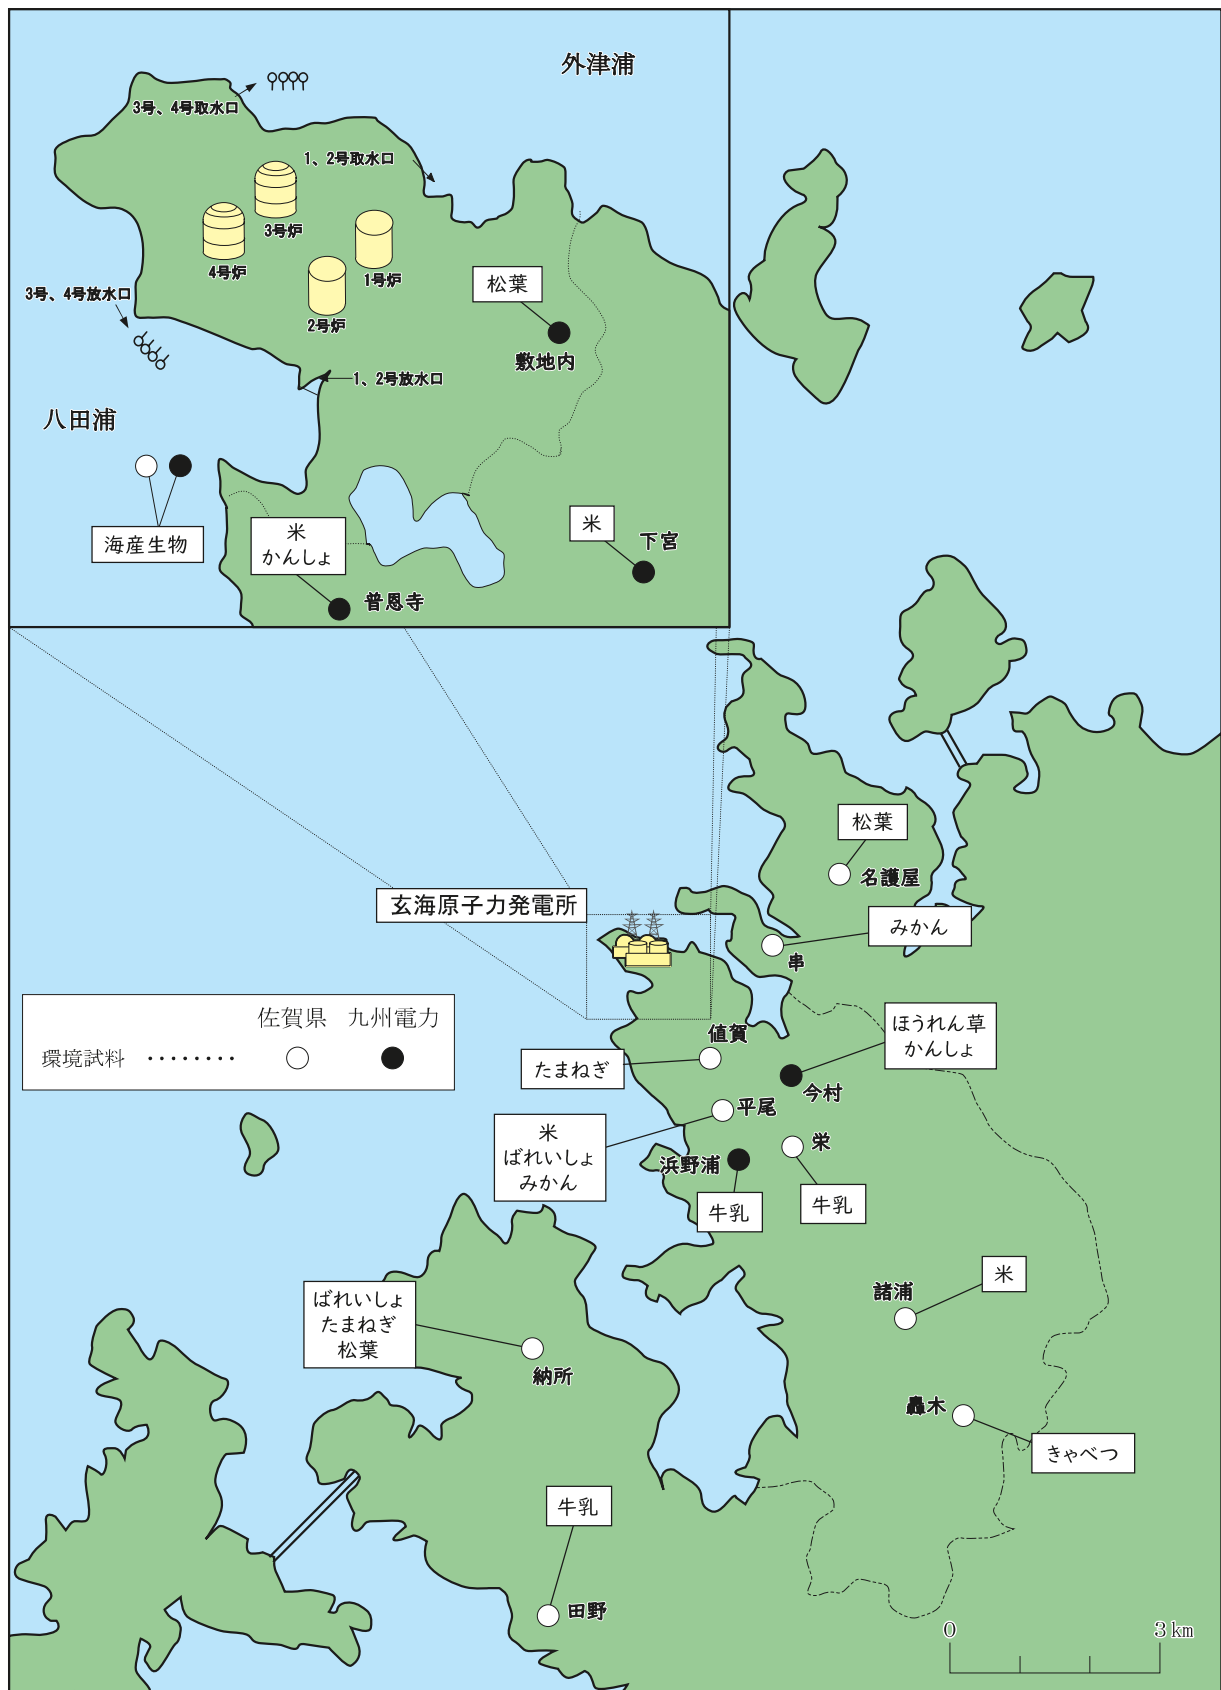 外津浦
3号、4号取水口
1、2号取水口
3号炉
4号炉
1号炉
2号炉
3号、4号放水口
松葉
敷地内
1、2号放水口
八田浦
海産生物
米
かんしょ
普恩寺
米
下宮
松葉
名護屋
玄海原子力発電所
みかん
串
佐賀県 九州電力
環境試料 ‥‥‥‥
ほうれん草
かんしょ
値賀
たまねぎ
今村
平尾
米
ばれいしょ
みかん
栄
浜野浦
牛乳
牛乳
米
諸浦
ばれいしょ
たまねぎ
松葉
納所
轟木
きゃべつ
牛乳
田野
0 3km